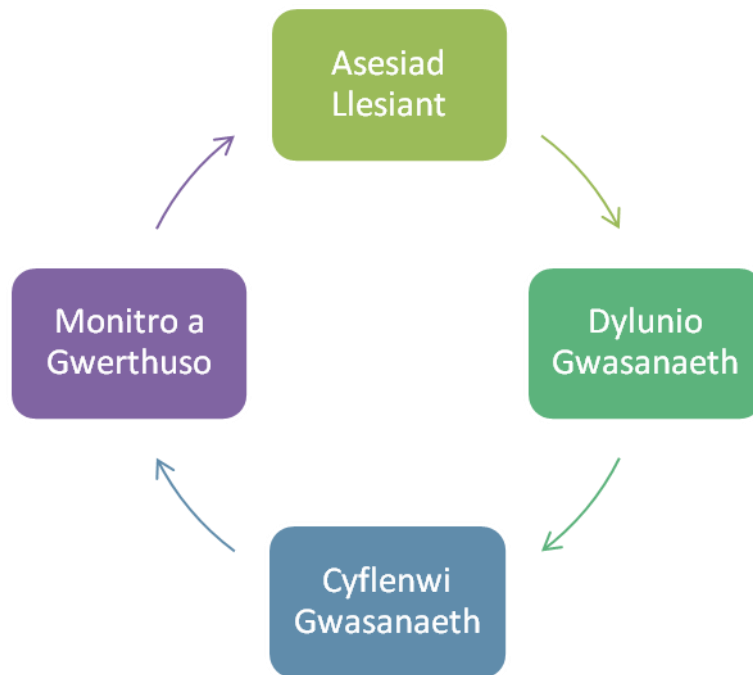 Asesiad
Llesiant
Dylunio
Gwasanaeth
Cyflenwi
Gwasanaeth
Monitro a
Gwerthuso